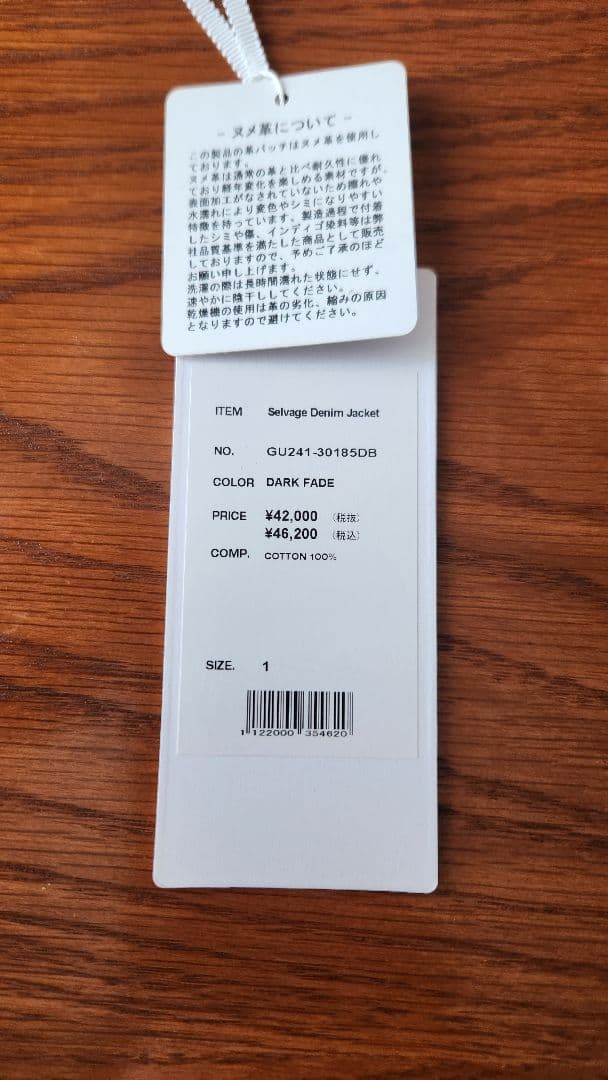 - ヌメ革について -
この製品の革パッチはヌメ革を使用し
ております。
ヌメ革は通常の革と比べ耐久性に優れ
ており経年変化を楽しめる素材ですが、
表面加工がなされていないため擦れや
水濡れにより変色やシミになりやすい
特徴を持っています。製造過程で付着
したシミや傷、インディゴ染料等は弊
社品質基準を満たした商品として販売
しておりますので、予めご了承のほど
お願い申し上げます。
洗濯の際は長時間濡れた状態にせず、
速やかに陰干ししてください。
乾燥機の使用は革の劣化、縮みの原因
となりますので避けてください。
ITEM Selvage Denim Jacket
NO. GU241-30185DB
COLOR DARK FADE
PRICE ¥42,000 (税抜)
¥46,200 (税込)
COMP. COTTON 100%
SIZE. 1
1 122000 354620